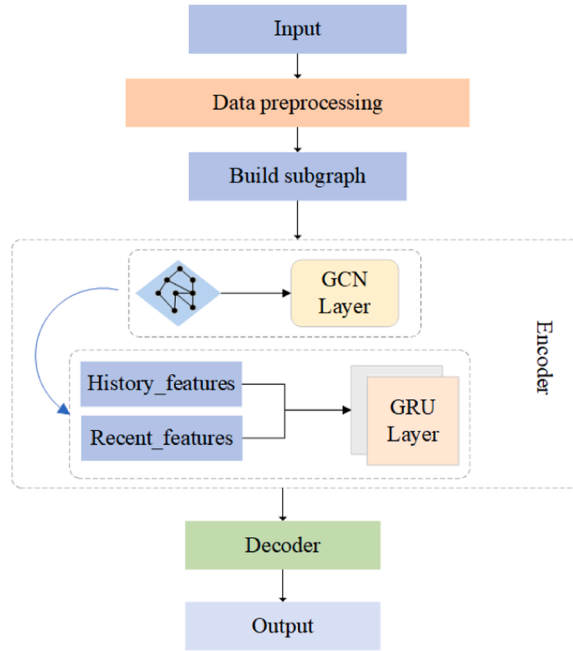 Input
Data preprocessing
Build subgraph
GCN
Layer
Encoder
History_features
Recent_features
GRU
Layer
Decoder
Output